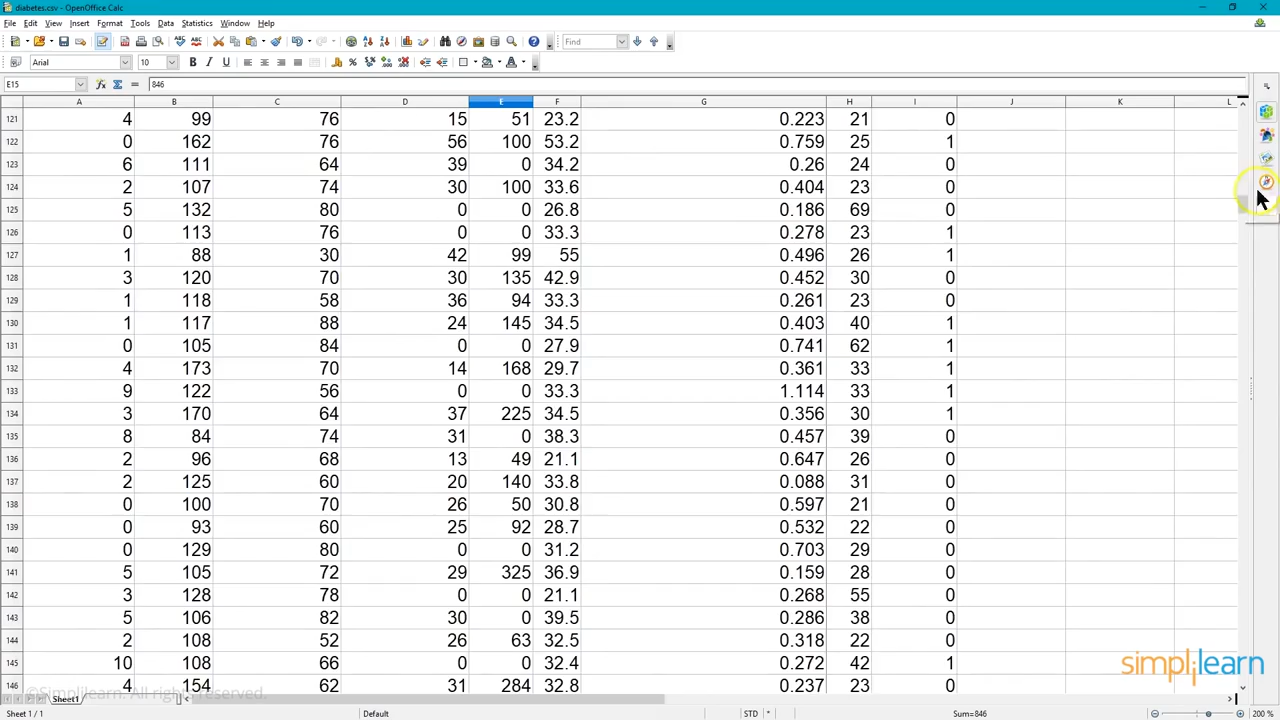 diabetes.csv - OpenOffice Calc
File Edit View Insert Format Tools Data Statistics Window Help
Find
Arial 10 B I U
E15 = 846
A B C D E F G H I J K L
121 4 99 76 15 51 23.2 0.223 21 0
122 0 162 76 56 100 53.2 0.759 25 1
123 6 111 64 39 0 34.2 0.26 24 0
124 2 107 74 30 100 33.6 0.404 23 0
125 5 132 80 0 0 26.8 0.186 69 0
126 0 113 76 0 0 33.3 0.278 23 1
127 1 88 30 42 99 55 0.496 26 1
128 3 120 70 30 135 42.9 0.452 30 0
129 1 118 58 36 94 33.3 0.261 23 0
130 1 117 88 24 145 34.5 0.403 40 1
131 0 105 84 0 0 27.9 0.741 62 1
132 4 173 70 14 168 29.7 0.361 33 1
133 9 122 56 0 0 33.3 1.114 33 1
134 3 170 64 37 225 34.5 0.356 30 1
135 8 84 74 31 0 38.3 0.457 39 0
136 2 96 68 13 49 21.1 0.647 26 0
137 2 125 60 20 140 33.8 0.088 31 0
138 0 100 70 26 50 30.8 0.597 21 0
139 0 93 60 25 92 28.7 0.532 22 0
140 0 129 80 0 0 31.2 0.703 29 0
141 5 105 72 29 325 36.9 0.159 28 0
142 3 128 78 0 0 21.1 0.268 55 0
143 5 106 82 30 0 39.5 0.286 38 0
144 2 108 52 26 63 32.5 0.318 22 0
145 10 108 66 0 0 32.4 0.272 42 1
146 4 154 62 31 284 32.8 0.237 23 0
simplilearn
©Simplilearn. All rights reserved.
Sheet1
Sheet 1 / 1 Default STD * Sum=846 200 %